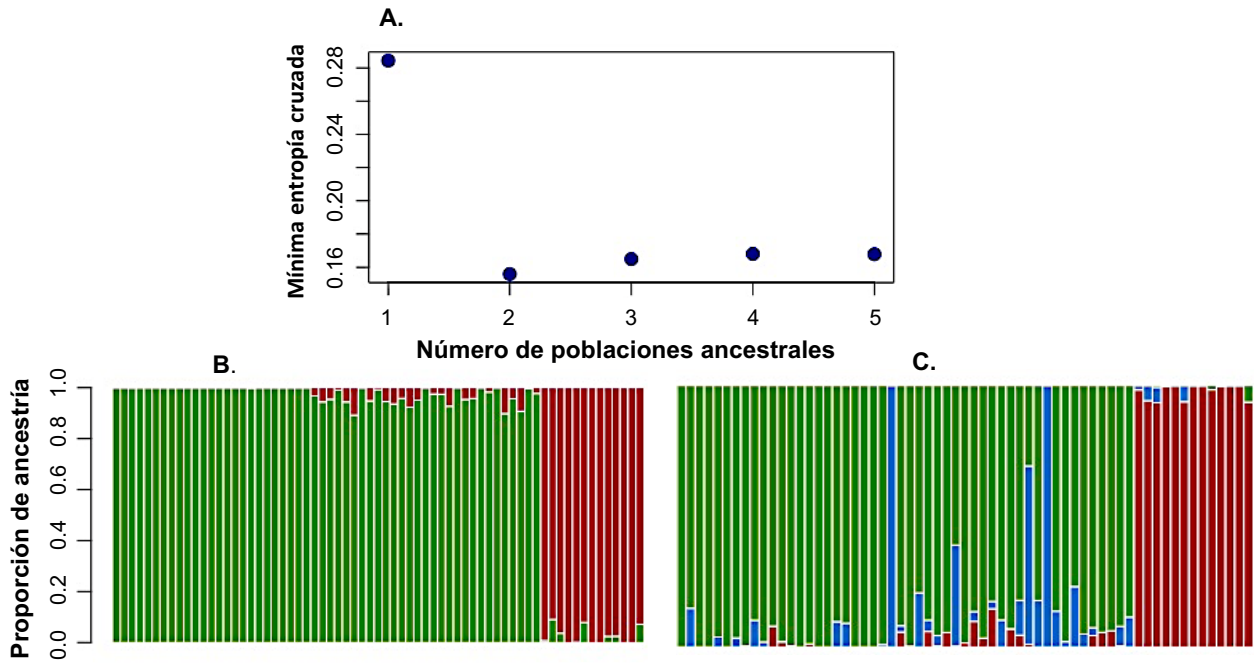 A.
Mínima entropía cruzada
0.28
0.24
0.20
0.16
1 2 3 4 5
Número de poblaciones ancestrales
B.
C.
Proporción de ancestría
1.0
0.8
0.6
0.4
0.2
0.0